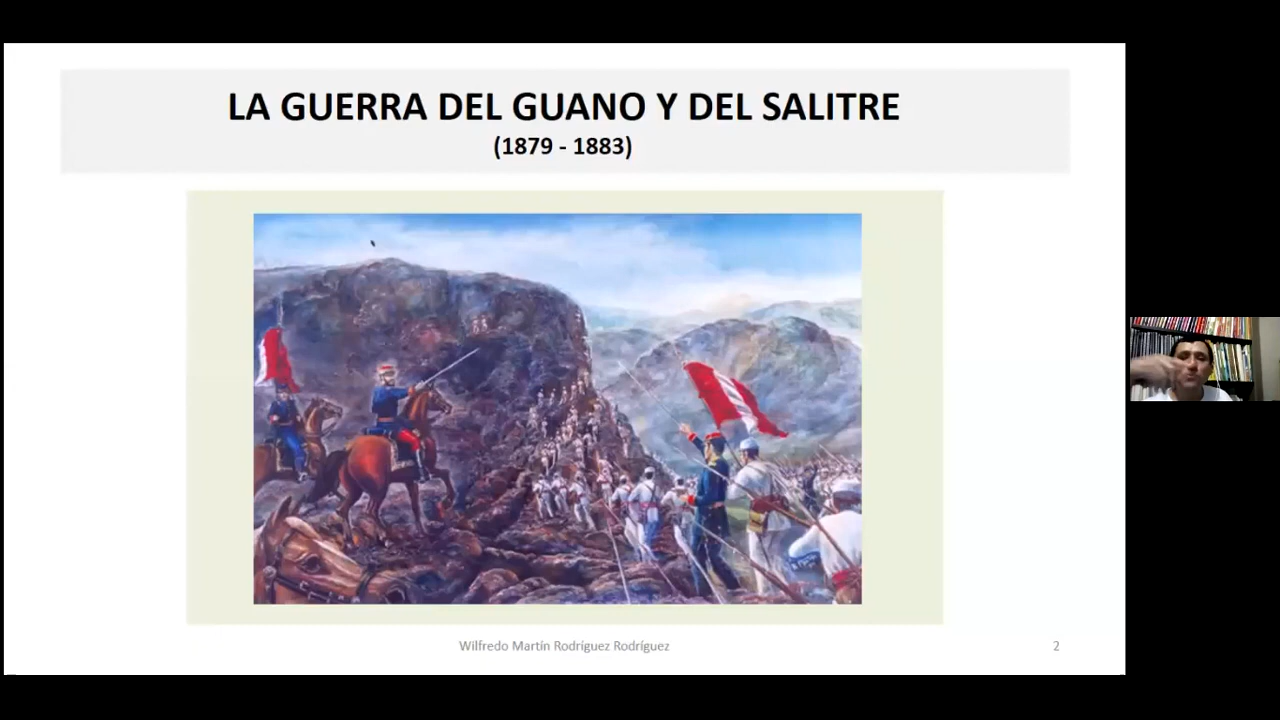 LA GUERRA DEL GUANO Y DEL SALITRE
(1879 - 1883)
Wilfredo Martín Rodríguez Rodríguez
2